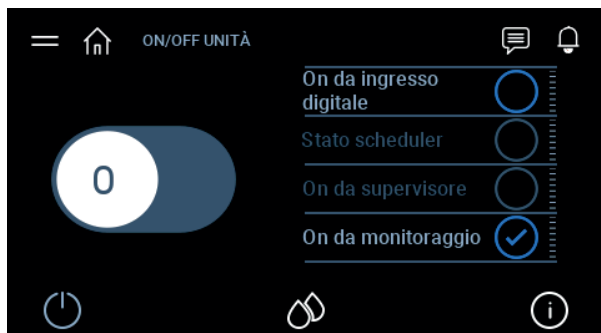 ON/OFF UNITÀ
On da ingresso
digitale
Stato scheduler
0
On da supervisore
On da monitoraggio